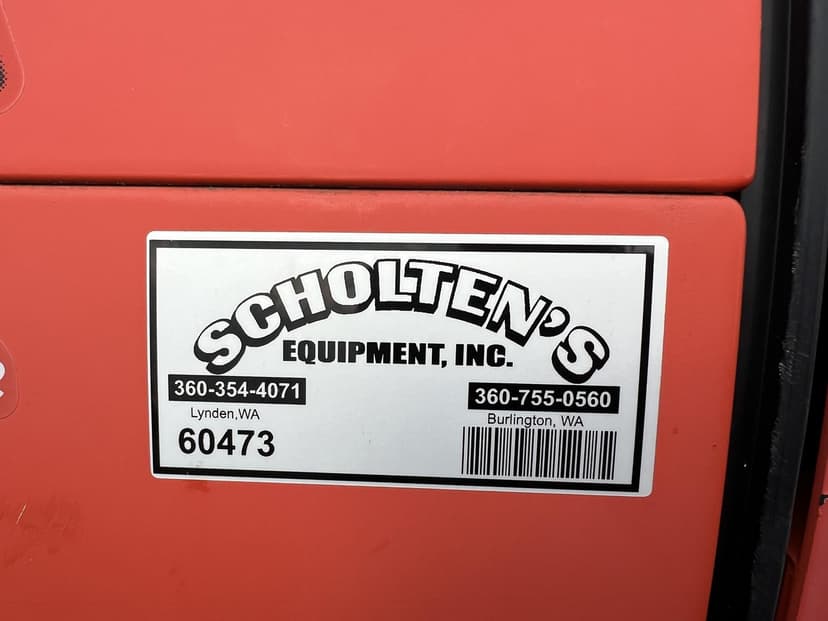 SCHOLTEN'S
EQUIPMENT, INC.
360-354-4071
Lynden,WA
60473
360-755-0560
Burlington, WA